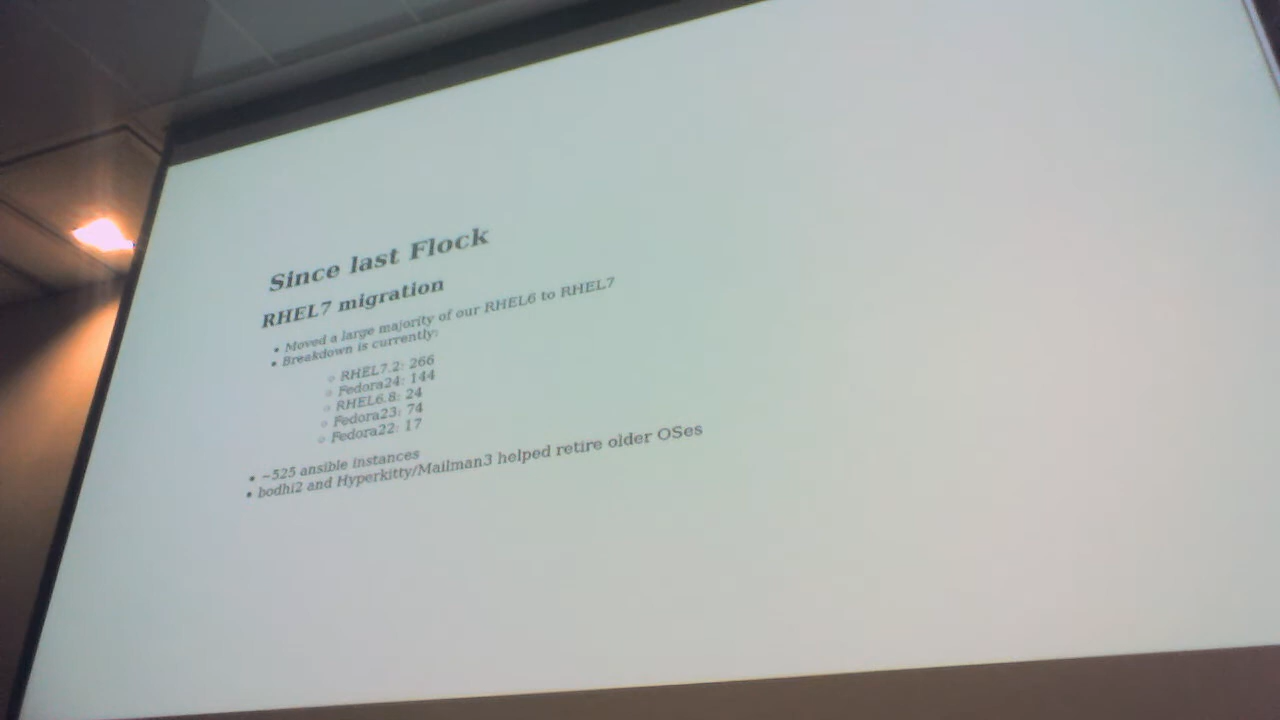 Since last Flock
RHEL7 migration
• Moved a large majority of our RHEL6 to RHEL7
• Breakdown is currently:
○ RHEL7.2: 266
○ Fedora24: 144
○ RHEL6.8: 24
○ Fedora23: 74
○ Fedora22: 17
• ~525 ansible instances
• bodhi2 and Hyperkitty/Mailman3 helped retire older OSes